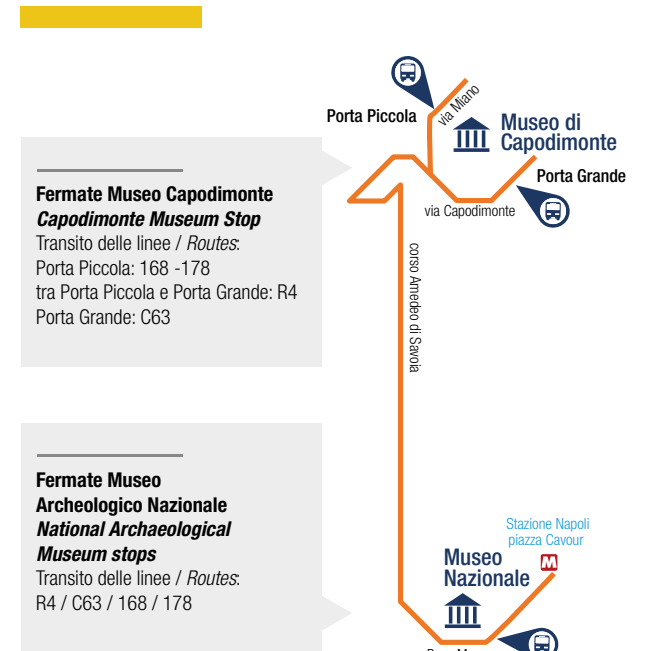 via Miano
Porta Piccola
Museo di
Capodimonte
Porta Grande
via Capodimonte
Fermate Museo Capodimonte
Capodimonte Museum Stop
Transito delle linee / Routes:
Porta Piccola: 168 -178
tra Porta Piccola e Porta Grande: R4
Porta Grande: C63
corso Amedeo di Savoia
Fermate Museo
Archeologico Nazionale
National Archaeological
Museum stops
Transito delle linee / Routes:
R4 / C63 / 168 / 178
Stazione Napoli
piazza Cavour
M
Museo
Nazionale